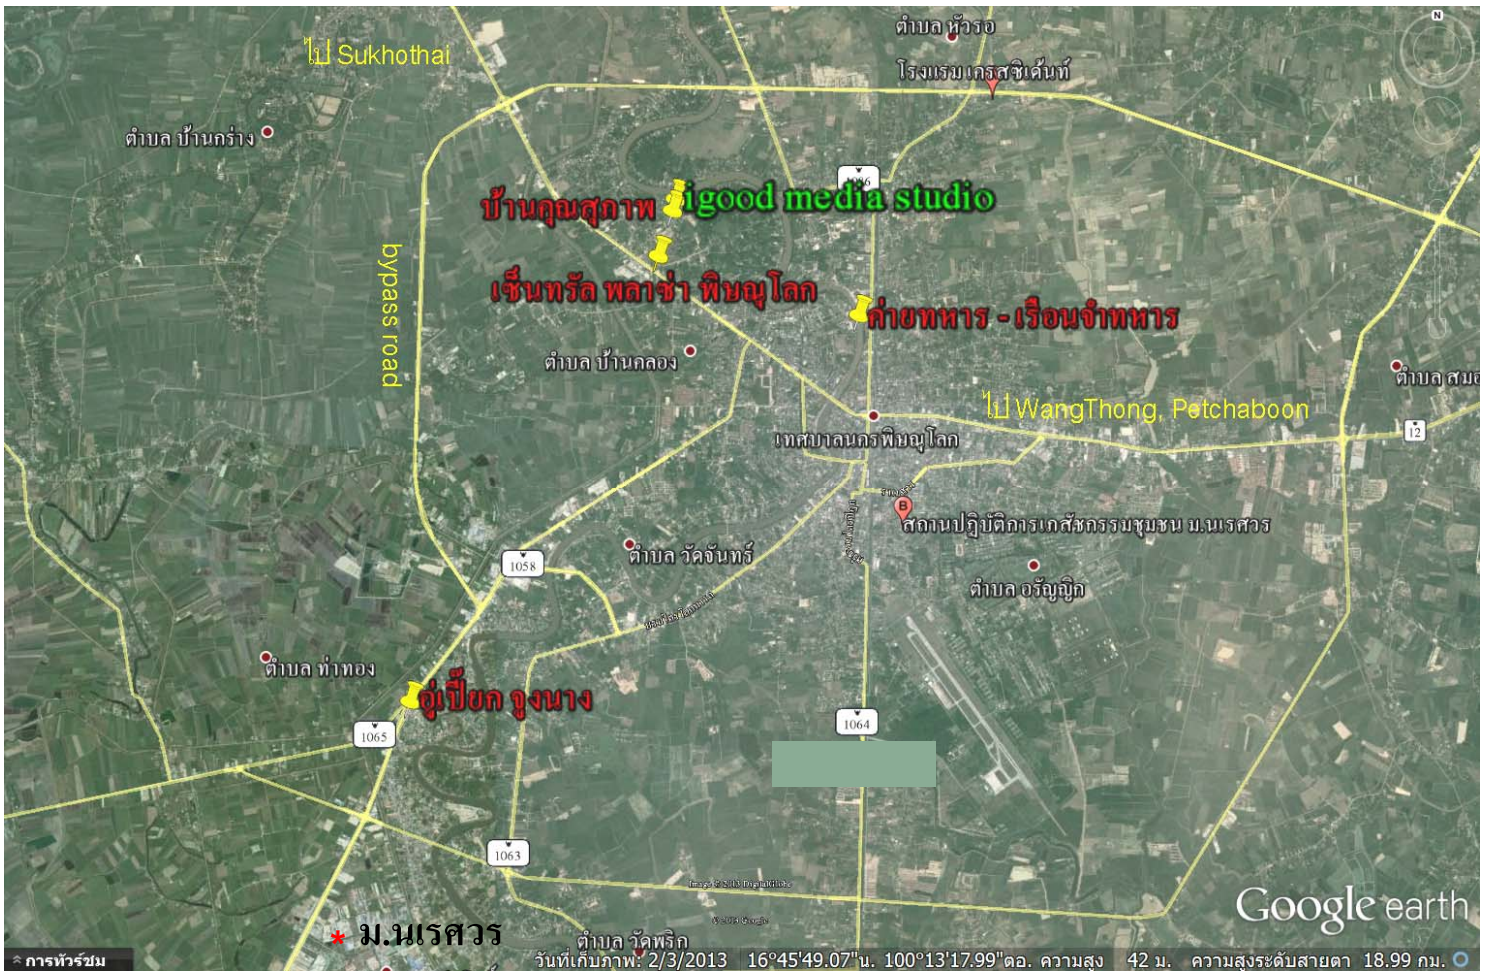 ตำบล หัวรอ
N
ไป Sukhothai
โรงแรม เกรสซิเด้นท์
ตำบล บ้านกร่าง
บ้านคุณสุภาพ
igood media studio
bypass road
เซ็นทรัล พลาซ่า พิษณุโลก
ค่ายทหาร - เรือนจำทหาร
ตำบล บ้านกลอง
ตำบล สมอ
ไป WangThong, Petchaboon
12
เทศบาลนครพิษณุโลก
B
สถานปฏิบัติการเภสัชกรรมชุมชน ม.นเรศวร
ตำบล วัดจันทร์
1058
ตำบล อรัญญิก
ตำบล ท่าทอง
อู่เปี๊ยก จูงนาง
1064
1065
1063
Image © 2013 DigitalGlobe
Google earth
© 2013 Google
* ม.นเรศวร
ตำบล วัดพริก
การทัวร์ชม
วันที่เก็บภาพ: 2/3/2013 16°45'49.07"น. 100°13'17.99"ตอ. ความสูง 42 ม. ความสูงระดับสายตา 18.99 กม.